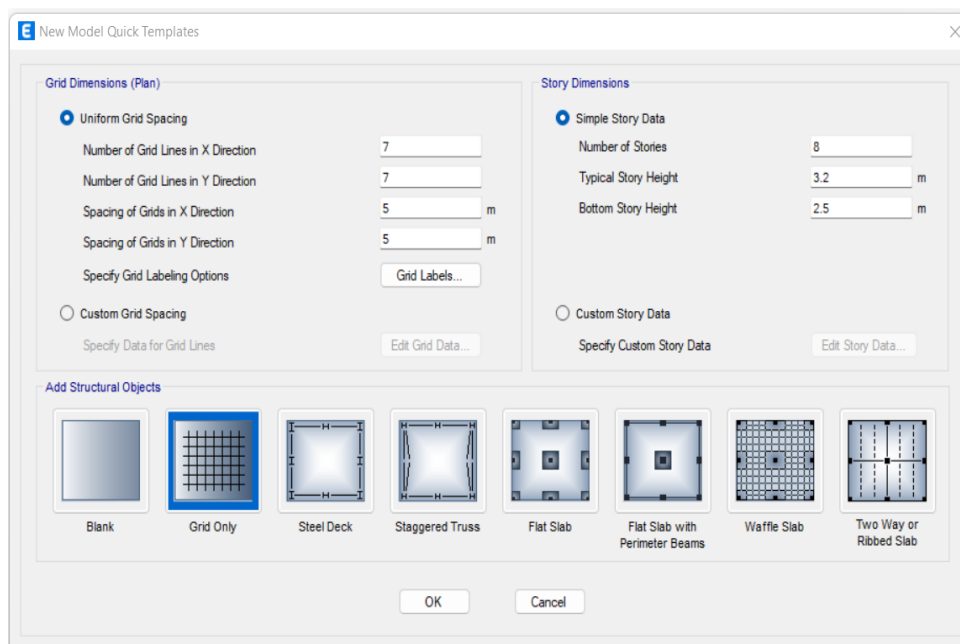 E New Model Quick Templates
Grid Dimensions (Plan)
Uniform Grid Spacing
Number of Grid Lines in X Direction 7
Number of Grid Lines in Y Direction 7
Spacing of Grids in X Direction 5 m
Spacing of Grids in Y Direction 5 m
Specify Grid Labeling Options Grid Labels...
Custom Grid Spacing
Specify Data for Grid Lines Edit Grid Data...
Story Dimensions
Simple Story Data
Number of Stories 8
Typical Story Height 3.2 m
Bottom Story Height 2.5 m
Custom Story Data
Specify Custom Story Data Edit Story Data...
Add Structural Objects
Blank
Grid Only
Steel Deck
Staggered Truss
Flat Slab
Flat Slab with
Perimeter Beams
Waffle Slab
Two Way or
Ribbed Slab
OK Cancel